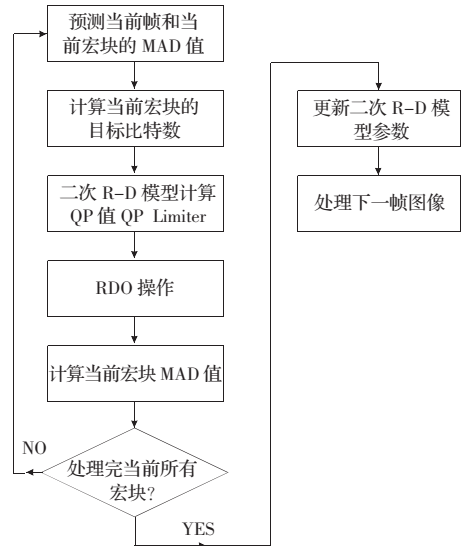 预测当前帧和当
前宏块的 MAD 值
计算当前宏块的
目标比特数
二次 R-D 模型计算
QP 值 QP Limiter
RDO 操作
计算当前宏块 MAD 值
处理完当前所有
宏块?
NO
YES
更新二次 R-D 模
型参数
处理下一帧图像